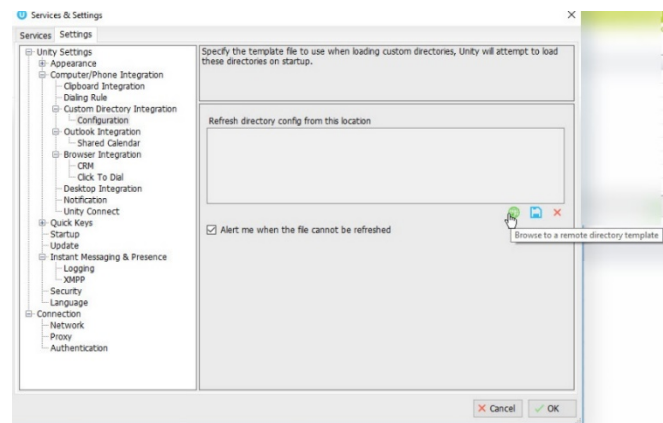 Services & Settings
Services Settings
Unity Settings
Appearance
Computer/Phone Integration
Clipboard Integration
Dialing Rule
Custom Directory Integration
Configuration
Outlook Integration
Shared Calendar
Browser Integration
CRM
Click To Dial
Desktop Integration
Notification
Unity Connect
Quick Keys
Startup
Update
Instant Messaging & Presence
Logging
XMPP
Security
Language
Connection
Network
Proxy
Authentication
Specify the template file to use when loading custom directories, Unity will attempt to load
these directories on startup.
Refresh directory config from this location
Browse to a remote directory template
Alert me when the file cannot be refreshed
Cancel OK